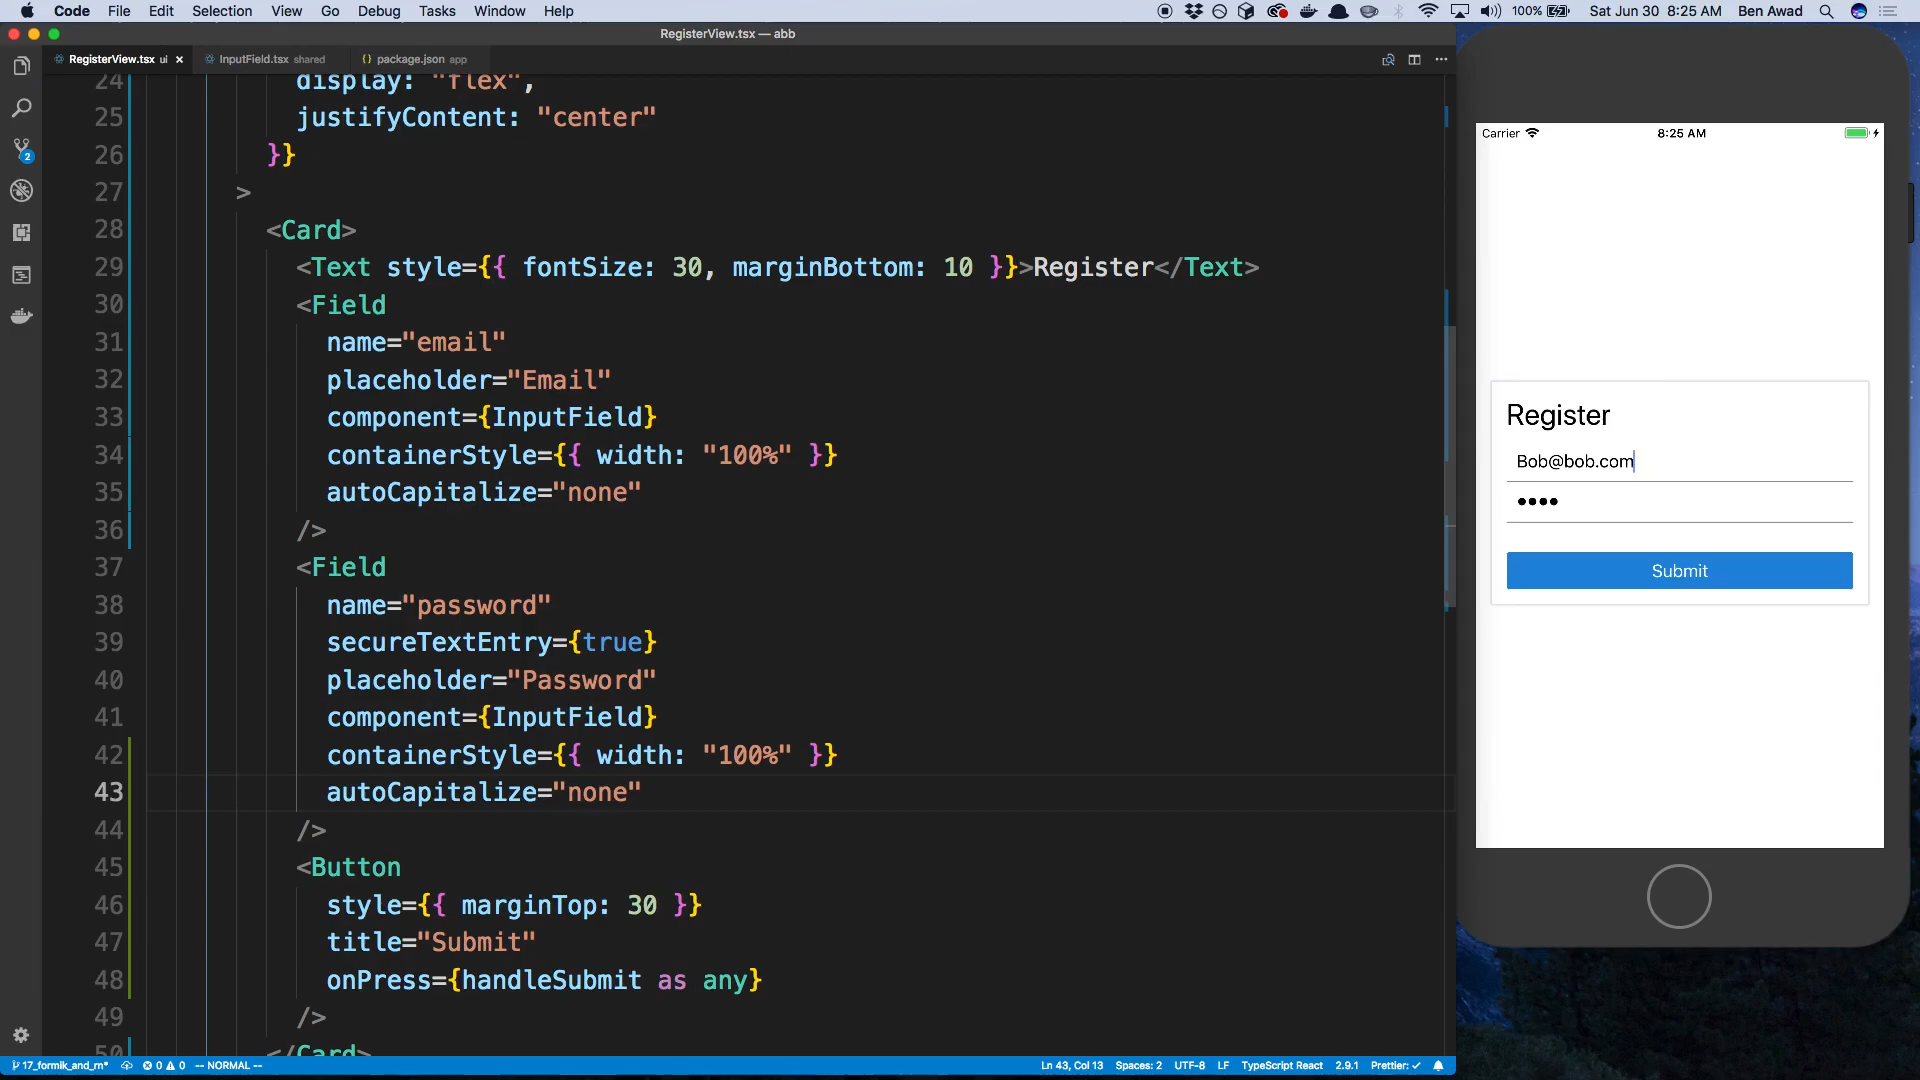 Code File Edit Selection View Go Debug Tasks Window Help 100% Sat Jun 30 8:25 AM Ben Awad
RegisterView.tsx — abb
RegisterView.tsx ui × InputField.tsx shared {} package.json app
24 display: "flex",
25 justifyContent: "center"
26 }}
27 >
28 <Card>
29 <Text style={{ fontSize: 30, marginBottom: 10 }}>Register</Text>
30 <Field
31 name="email"
32 placeholder="Email"
33 component={InputField}
34 containerStyle={{ width: "100%" }}
35 autoCapitalize="none"
36 />
37 <Field
38 name="password"
39 secureTextEntry={true}
40 placeholder="Password"
41 component={InputField}
42 containerStyle={{ width: "100%" }}
43 autoCapitalize="none"
44 />
45 <Button
46 style={{ marginTop: 30 }}
47 title="Submit"
48 onPress={handleSubmit as any}
49 />
50 </Card>
2
17_formik_and_rn* 0 0 -- NORMAL -- Ln 43, Col 13 Spaces: 2 UTF-8 LF TypeScript React 2.9.1 Prettier: ✓
Carrier 8:25 AM
Register
Bob@bob.com
••••
Submit